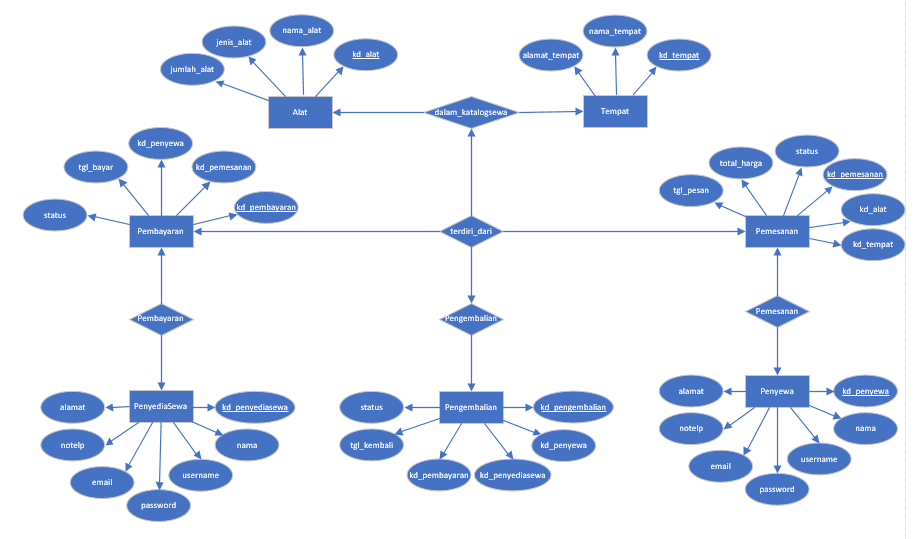 nama_alat
nama_tempat
jenis_alat
kd_alat
alamat_tempat
kd_tempat
jumlah_alat
Alat
dalam_katalogsewa
Tempat
kd_penyewa
status
tgl_bayar
kd_pemesanan
total_harga
kd_pemesanan
tgl_pesan
status
kd_pembayaran
kd_alat
Pembayaran
terdiri_dari
Pemesanan
kd_tempat
Pembayaran
Pengembalian
Pemesanan
alamat
PenyediaSewa
kd_penyediasewa
status
Pengembalian
kd_pengembalian
alamat
Penyewa
kd_penyewa
notelp
nama
tgl_kembali
kd_penyewa
notelp
nama
email
username
kd_pembayaran
kd_penyediasewa
email
username
password
password